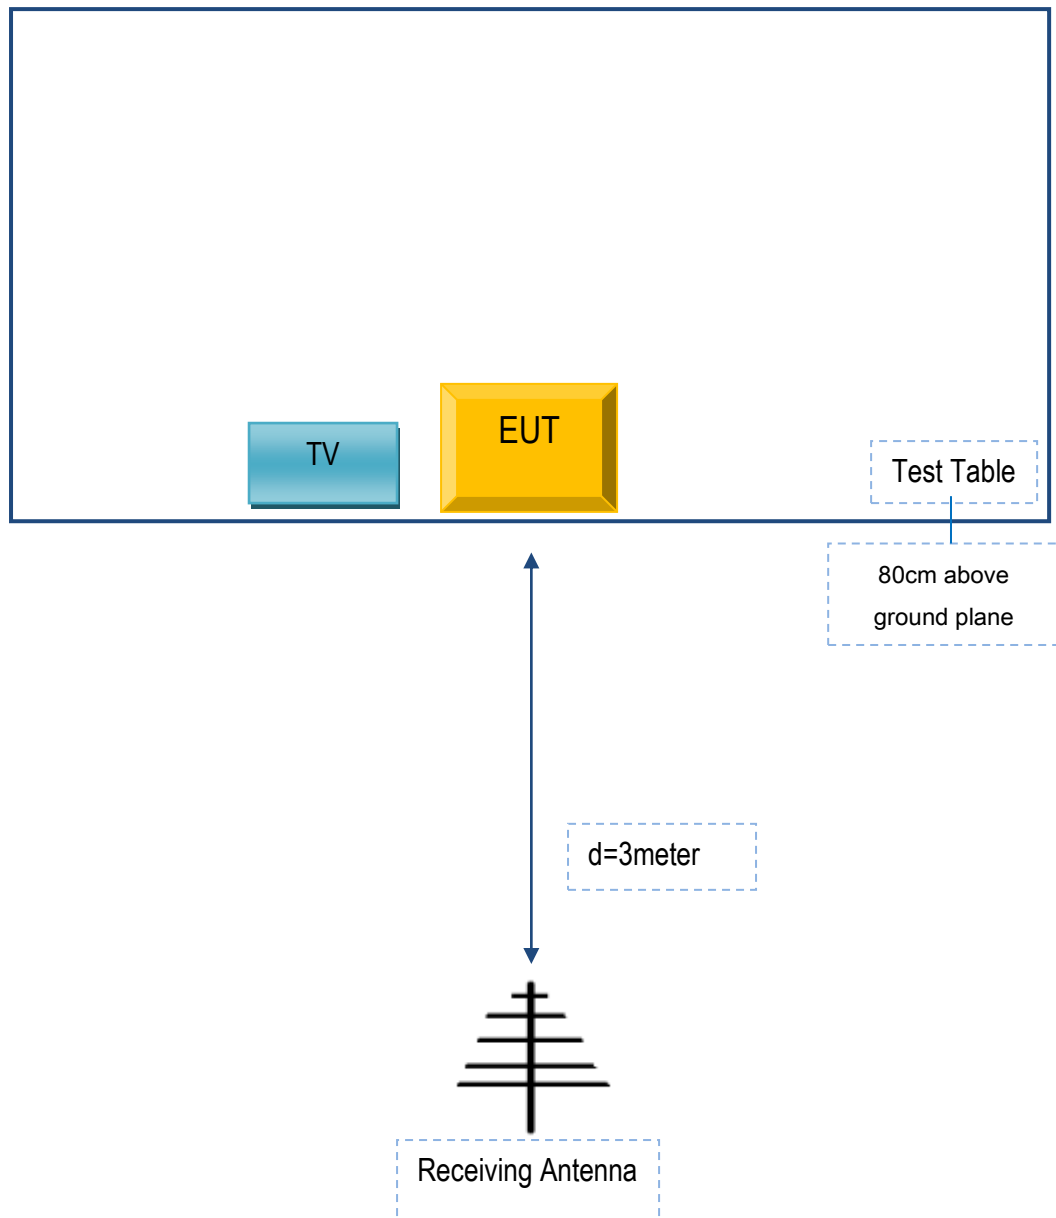 EUT
TV
Test Table
80cm above
ground plane
d=3meter
Receiving Antenna